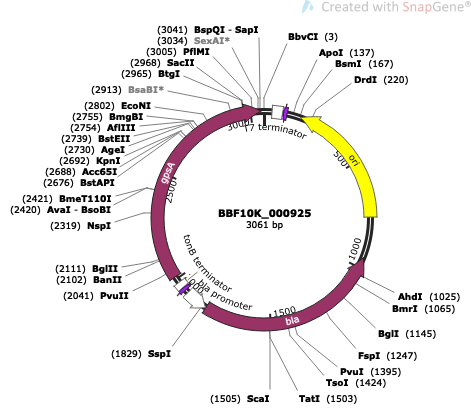 Created with SnapGene®
(3041) BspQI - SapI
(3034) SexAI*
(3005) PflMI
(2968) SacII
(2965) BtgI
(2913) BsaBI*
(2802) EcoNI
(2755) BmgBI
(2754) AflIII
(2739) BstEII
(2730) AgeI
(2692) KpnI
(2688) Acc65I
(2676) BstAPI
(2421) BmeT110I
(2420) AvaI - BsoBI
(2319) NspI
(2111) BglII
(2102) BanII
(2041) PvuII
(1829) SspI
(1505) ScaI
BbvCI (3)
ApoI (137)
BsmI (167)
DrdI (220)
AhdI (1025)
BmrI (1065)
BglI (1145)
FspI (1247)
PvuI (1395)
TsoI (1424)
TatI (1503)
T7 terminator
ori
gpsA
tonB terminator
bla promoter
bla
500
1000
1500
2500
3000
BBF10K_000925
3061 bp